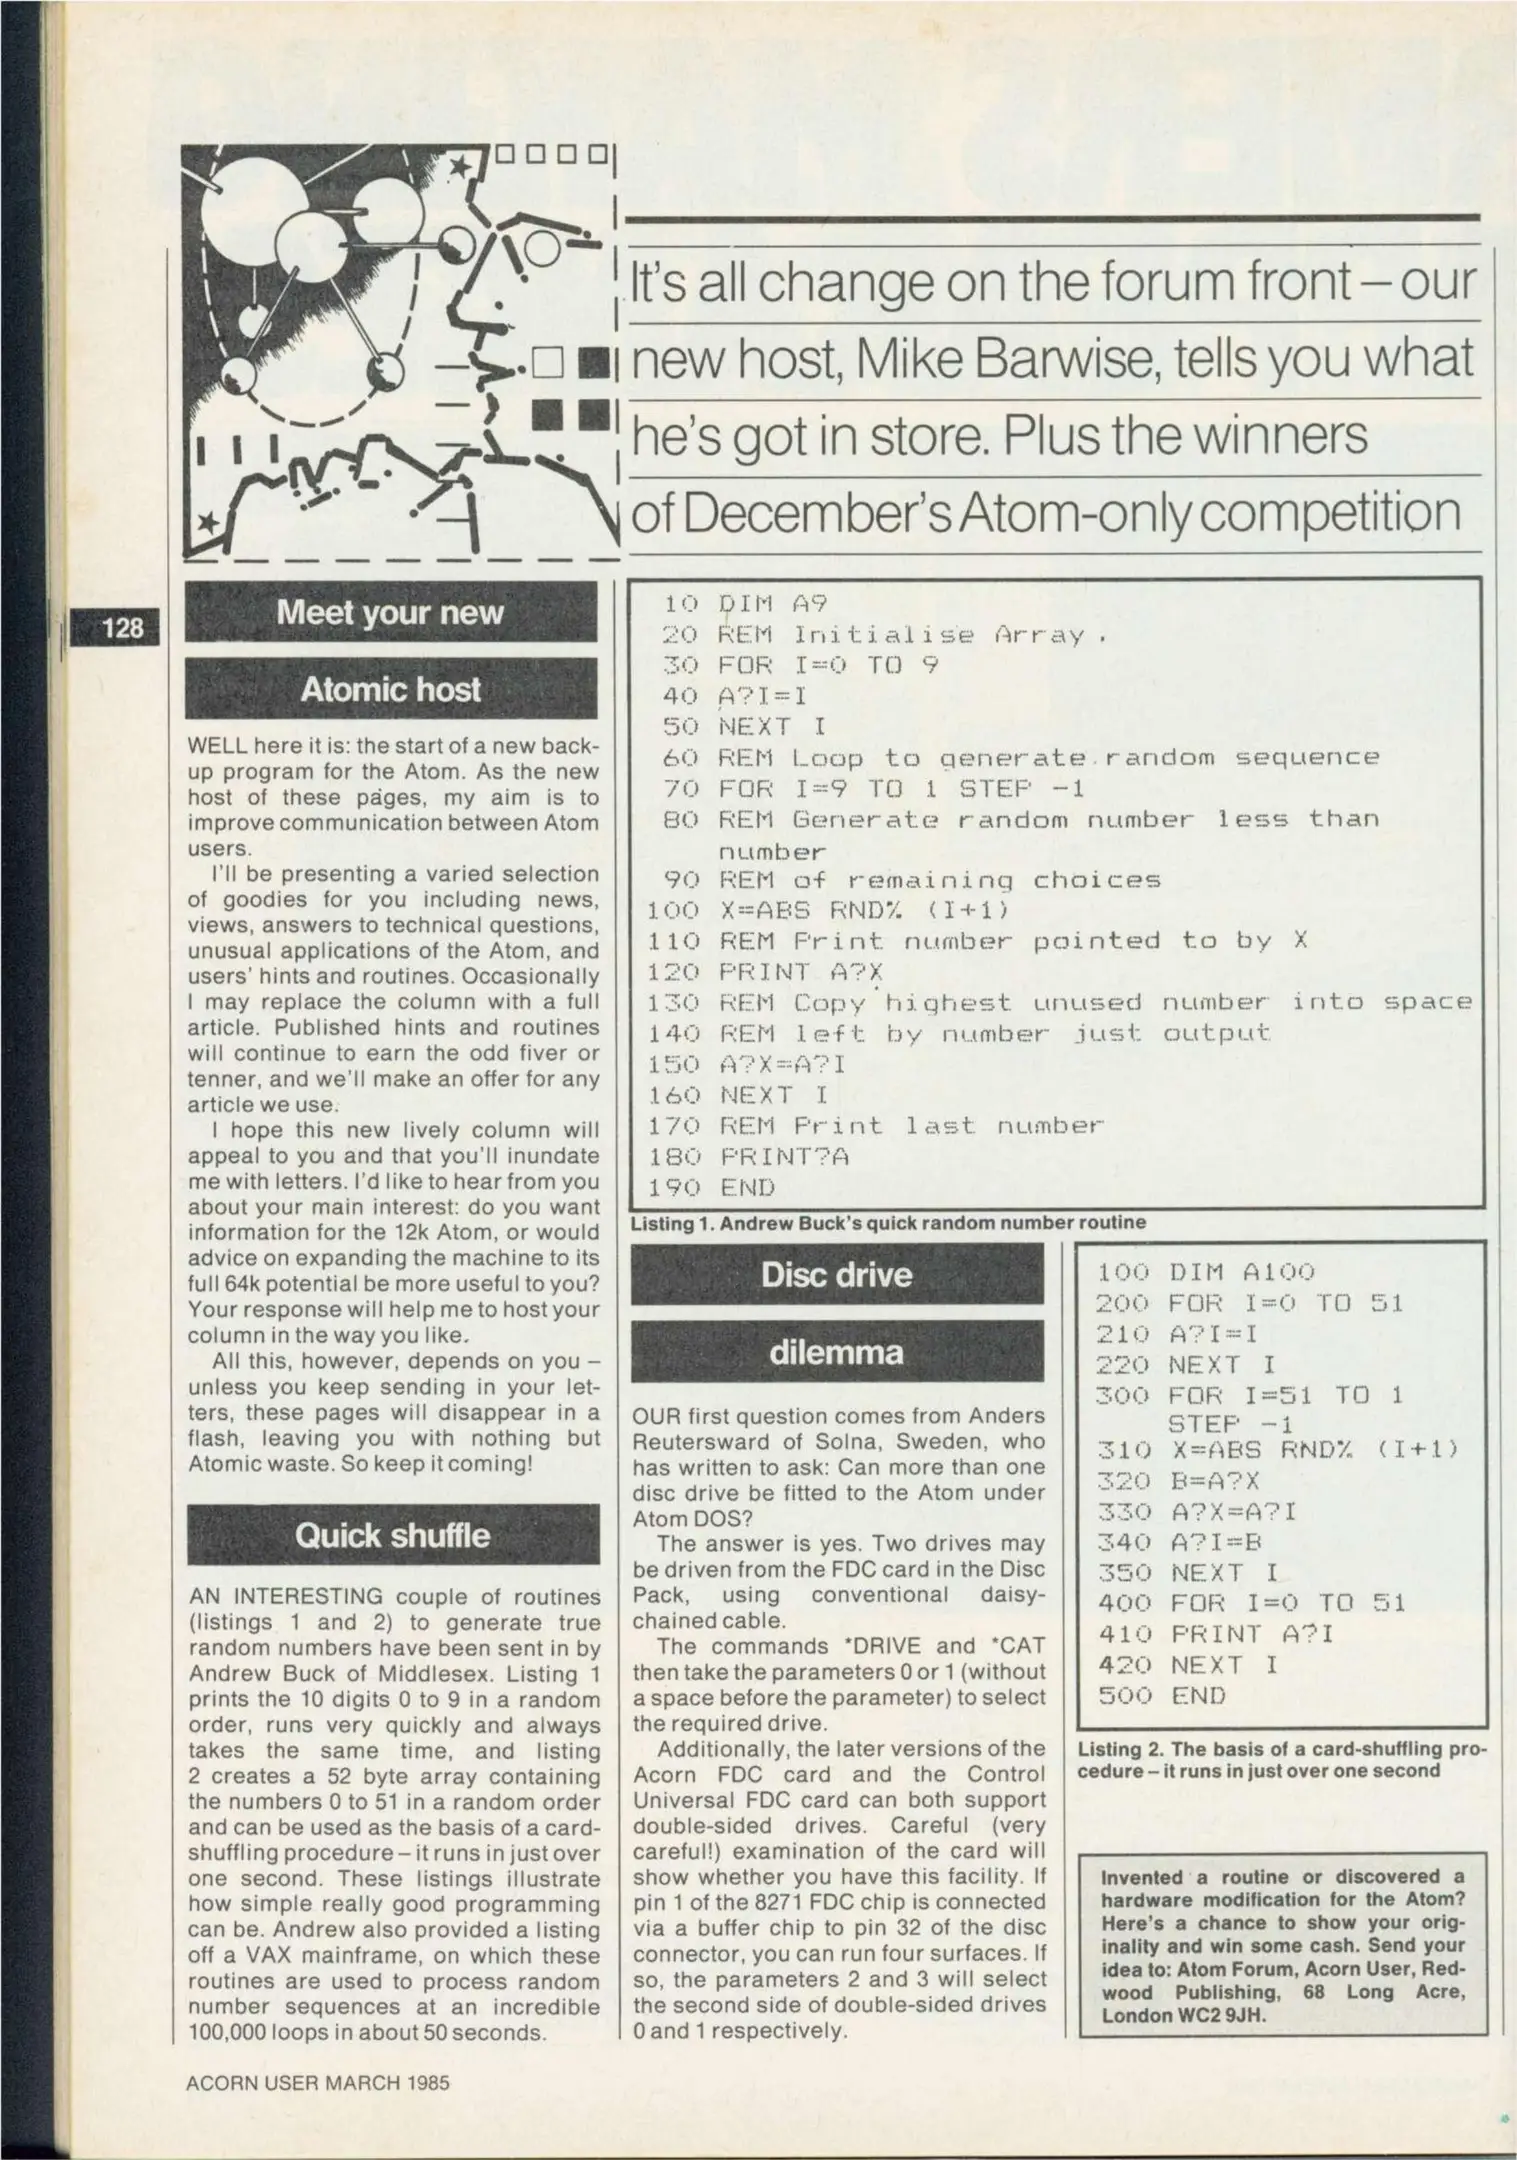 It's all change on the forum front – our
new host, Mike Barwise, tells you what
he's got in store. Plus the winners
of December's Atom-only competition
128
Meet your new
Atomic host
WELL here it is: the start of a new back-
up program for the Atom. As the new
host of these pages, my aim is to
improve communication between Atom
users.
I'll be presenting a varied selection
of goodies for you including news,
views, answers to technical questions,
unusual applications of the Atom, and
users' hints and routines. Occasionally
I may replace the column with a full
article. Published hints and routines
will continue to earn the odd fiver or
tenner, and we'll make an offer for any
article we use.
I hope this new lively column will
appeal to you and that you'll inundate
me with letters. I'd like to hear from you
about your main interest: do you want
information for the 12k Atom, or would
advice on expanding the machine to its
full 64k potential be more useful to you?
Your response will help me to host your
column in the way you like.
All this, however, depends on you –
unless you keep sending in your let-
ters, these pages will disappear in a
flash, leaving you with nothing but
Atomic waste. So keep it coming!
Quick shuffle
AN INTERESTING couple of routines
(listings 1 and 2) to generate true
random numbers have been sent in by
Andrew Buck of Middlesex. Listing 1
prints the 10 digits 0 to 9 in a random
order, runs very quickly and always
takes the same time, and listing
2 creates a 52 byte array containing
the numbers 0 to 51 in a random order
and can be used as the basis of a card-
shuffling procedure – it runs in just over
one second. These listings illustrate
how simple really good programming
can be. Andrew also provided a listing
off a VAX mainframe, on which these
routines are used to process random
number sequences at an incredible
100,000 loops in about 50 seconds.
10 DIM A9
20 REM Initialise Array.
30 FOR I=0 TO 9
40 A?I=I
50 NEXT I
60 REM Loop to generate random sequence
70 FOR I=9 TO 1 STEP -1
80 REM Generate random number less than
number
90 REM of remaining choices
100 X=ABS RND% (I+1)
110 REM Print number pointed to by X
120 PRINT A?X
130 REM Copy highest unused number into space
140 REM left by number just output
150 A?X=A?I
160 NEXT I
170 REM Print last number
180 PRINT?A
190 END
Listing 1. Andrew Buck's quick random number routine
Disc drive
dilemma
OUR first question comes from Anders
Reutersward of Solna, Sweden, who
has written to ask: Can more than one
disc drive be fitted to the Atom under
Atom DOS?
The answer is yes. Two drives may
be driven from the FDC card in the Disc
Pack, using conventional daisy-
chained cable.
The commands *DRIVE and *CAT
then take the parameters 0 or 1 (without
a space before the parameter) to select
the required drive.
Additionally, the later versions of the
Acorn FDC card and the Control
Universal FDC card can both support
double-sided drives. Careful (very
careful!) examination of the card will
show whether you have this facility. If
pin 1 of the 8271 FDC chip is connected
via a buffer chip to pin 32 of the disc
connector, you can run four surfaces. If
so, the parameters 2 and 3 will select
the second side of double-sided drives
0 and 1 respectively.
100 DIM A100
200 FOR I=0 TO 51
210 A?I=I
220 NEXT I
300 FOR I=51 TO 1
STEP -1
310 X=ABS RND% (I+1)
320 B=A?X
330 A?X=A?I
340 A?I=B
350 NEXT I
400 FOR I=0 TO 51
410 PRINT A?I
420 NEXT I
500 END
Listing 2. The basis of a card-shuffling pro-
cedure – it runs in just over one second
Invented a routine or discovered a
hardware modification for the Atom?
Here's a chance to show your orig-
inality and win some cash. Send your
idea to: Atom Forum, Acorn User, Red-
wood Publishing, 68 Long Acre,
London WC2 9JH.
ACORN USER MARCH 1985